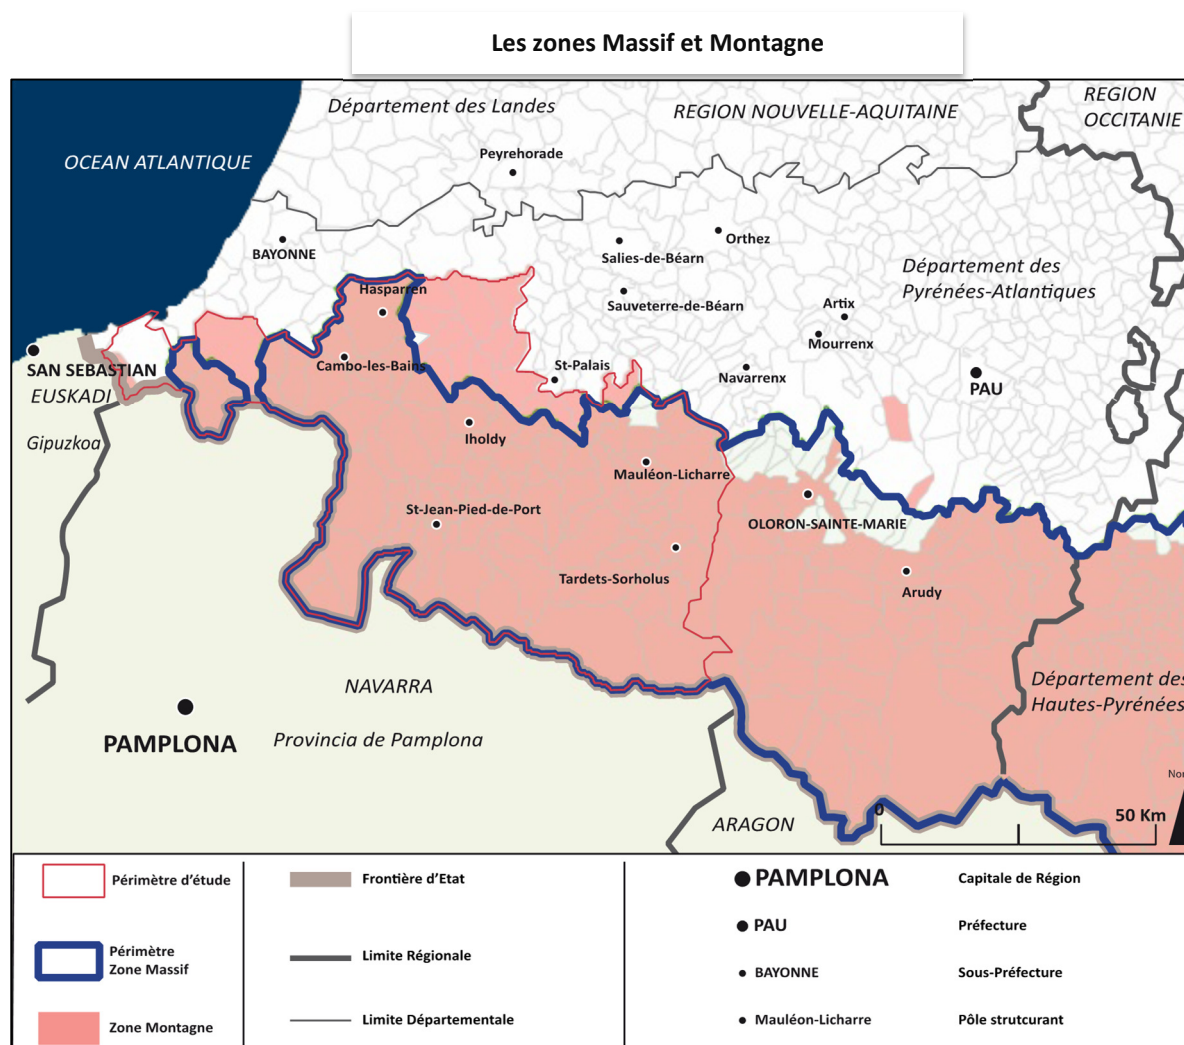 Les zones Massif et Montagne
Département des Landes
REGION NOUVELLE-AQUITAINE
REGION
OCCITANIE
OCEAN ATLANTIQUE
Peyrehorade
BAYONNE
Orthez
Salies-de-Béarn
Département des
Pyrénées-Atlantiques
Hasparren
Sauveterre-de-Béarn
Artix
Mourrenx
SAN SEBASTIAN
Cambo-les-Bains
St-Palais
Navarrenx
PAU
EUSKADI
Gipuzkoa
Iholdy
Mauléon-Licharre
St-Jean-Pied-de-Port
OLORON-SAINTE-MARIE
Tardets-Sorholus
Arudy
NAVARRA
Département des
Hautes-Pyrénées
PAMPLONA
Provincia de Pamplona
ARAGON
0
50 Km
Périmètre d'étude
Périmètre
Zone Massif
Zone Montagne
Frontière d'Etat
Limite Régionale
Limite Départementale
PAMPLONA
Capitale de Région
PAU
Préfecture
BAYONNE
Sous-Préfecture
Mauléon-Licharre
Pôle strutcurant